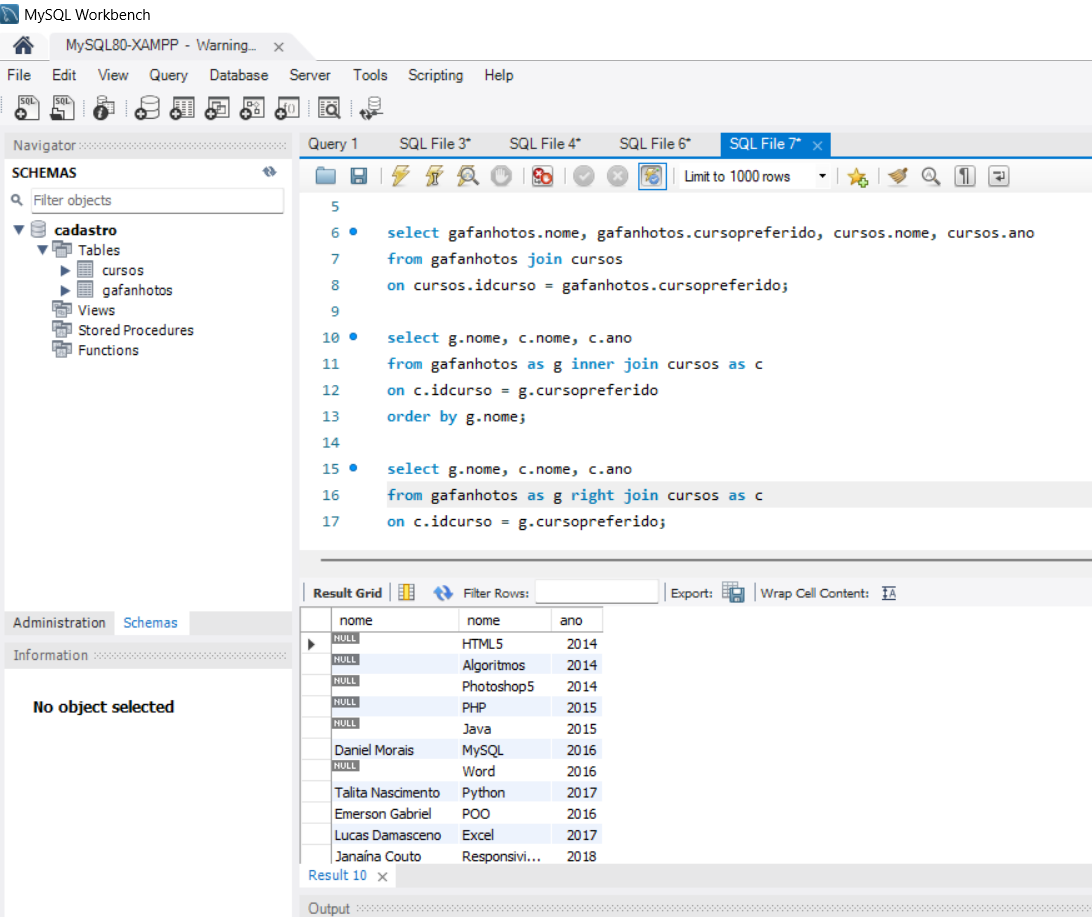 MySQL Workbench
MySQL80-XAMPP - Warning...
File Edit View Query Database Server Tools Scripting Help
Navigator
SCHEMAS
Filter objects
cadastro
Tables
cursos
gafanhotos
Views
Stored Procedures
Functions
Administration Schemas
Information
No object selected
Query 1 SQL File 3* SQL File 4* SQL File 6* SQL File 7*
Limit to 1000 rows
5
6 select gafanhotos.nome, gafanhotos.cursopreferido, cursos.nome, cursos.ano
7 from gafanhotos join cursos
8 on cursos.idcurso = gafanhotos.cursopreferido;
9
10 select g.nome, c.nome, c.ano
11 from gafanhotos as g inner join cursos as c
12 on c.idcurso = g.cursopreferido
13 order by g.nome;
14
15 select g.nome, c.nome, c.ano
16 from gafanhotos as g right join cursos as c
17 on c.idcurso = g.cursopreferido;
Result Grid Filter Rows: Export: Wrap Cell Content: IA
nome nome ano
NULL HTML5 2014
NULL Algoritmos 2014
NULL Photoshop5 2014
NULL PHP 2015
NULL Java 2015
Daniel Morais MySQL 2016
NULL Word 2016
Talita Nascimento Python 2017
Emerson Gabriel POO 2016
Lucas Damasceno Excel 2017
Janaína Couto Responsivi... 2018
Result 10
Output